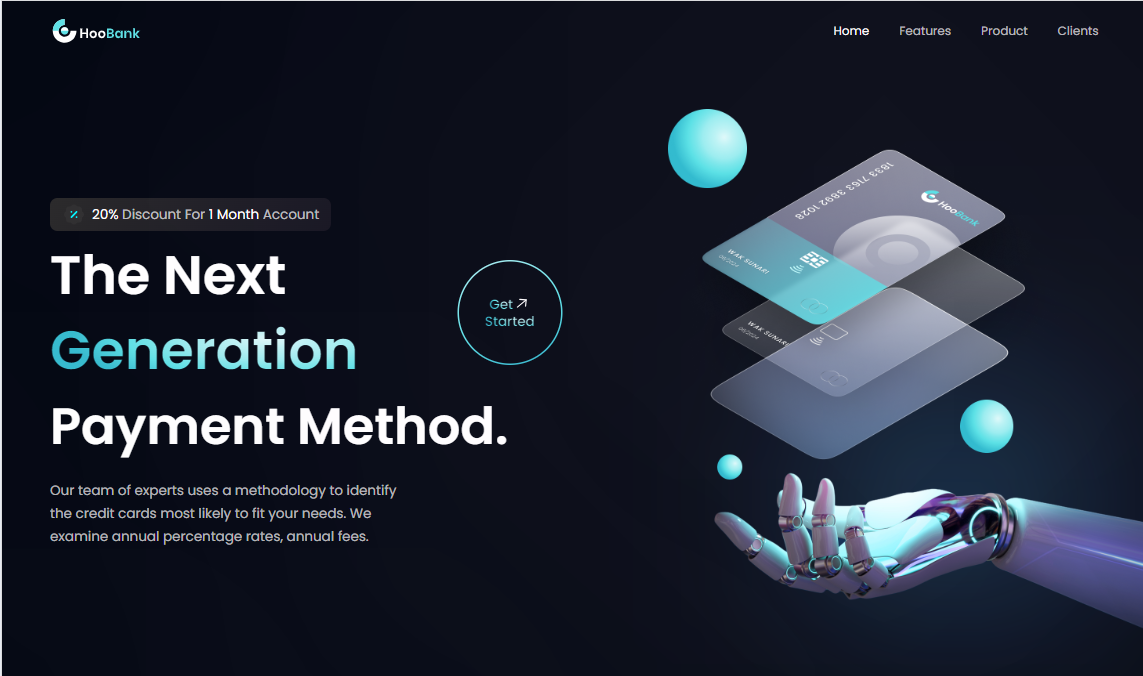 HooBank
Home Features Product Clients
20% Discount For 1 Month Account
The Next
Generation
Payment Method.
Get
Started
Our team of experts uses a methodology to identify
the credit cards most likely to fit your needs. We
examine annual percentage rates, annual fees.
1833 7163 3892 1028
HooBank
WAK SUNARI
09/2024
WAK SUNARI